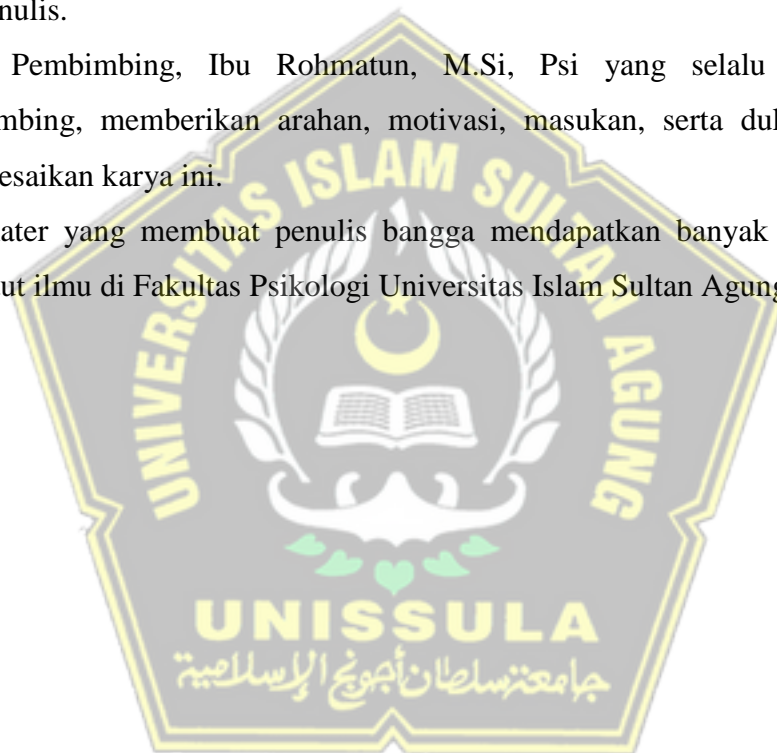 nulis.
Pembimbing, Ibu Rohmatun, M.Si, Psi yang selalu
mbing, memberikan arahan, motivasi, masukan, serta
esaikan karya ini.
ater yang membuat penulis bangga mendapatkan banyak
ut ilmu di Fakultas Psikologi Universitas Islam Sultan Agung
UNIVERSITAS ISLAM SULTAN AGUNG
UNISSULA
جامعة سلطان أجونج الإسلامية